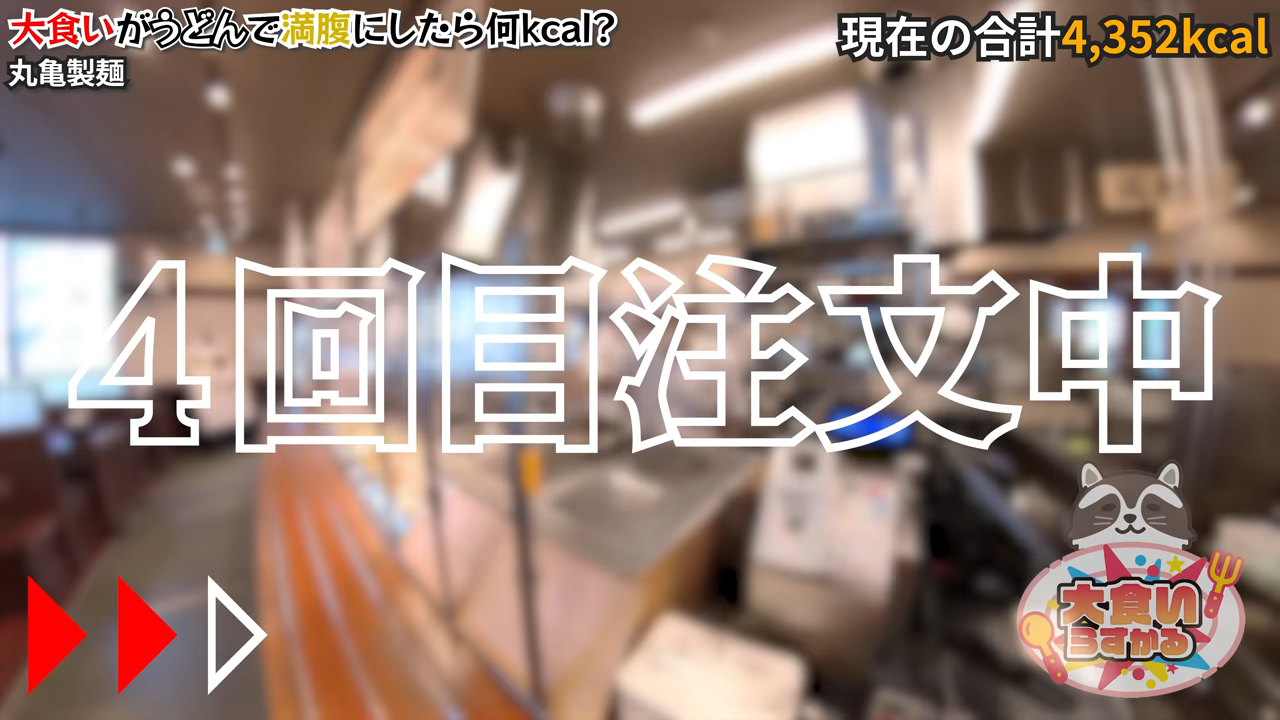 大食いがうどんで満腹にしたら何kcal?
現在の合計4,352kcal
丸亀製麺
4回目注文中
大食い
らすかる